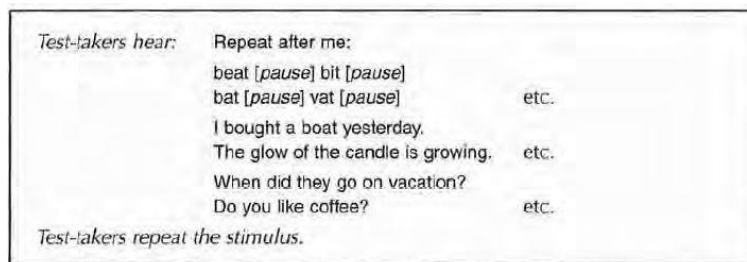 Test-takers hear: Repeat after me:
beat [pause] bit [pause]
bat [pause] vat [pause] etc.
I bought a boat yesterday.
The glow of the candle is growing. etc.
When did they go on vacation?
Do you like coffee? etc.
Test-takers repeat the stimulus.